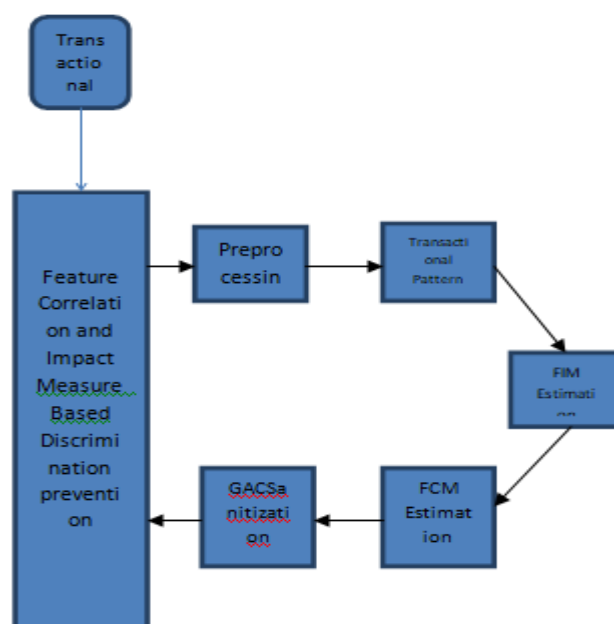 Trans
actio
nal
Feature
Correlati
on and
Impact
Measure
Based
Discrimi
nation
preventi
on
Prepro
cessin
Transacti
onal
Pattern
FIM
Estimati
on
FCM
Estimat
ion
GACSa
nitizati
on